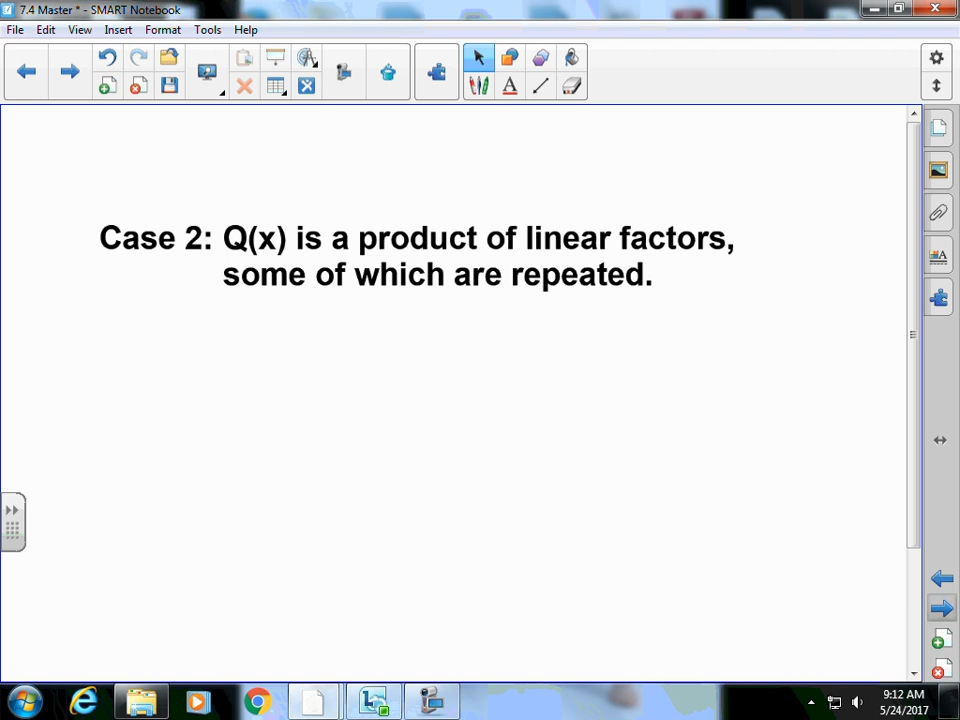 7.4 Master * - SMART Notebook
File Edit View Insert Format Tools Help
Case 2: Q(x) is a product of linear factors,
some of which are repeated.
9:12 AM
5/24/2017